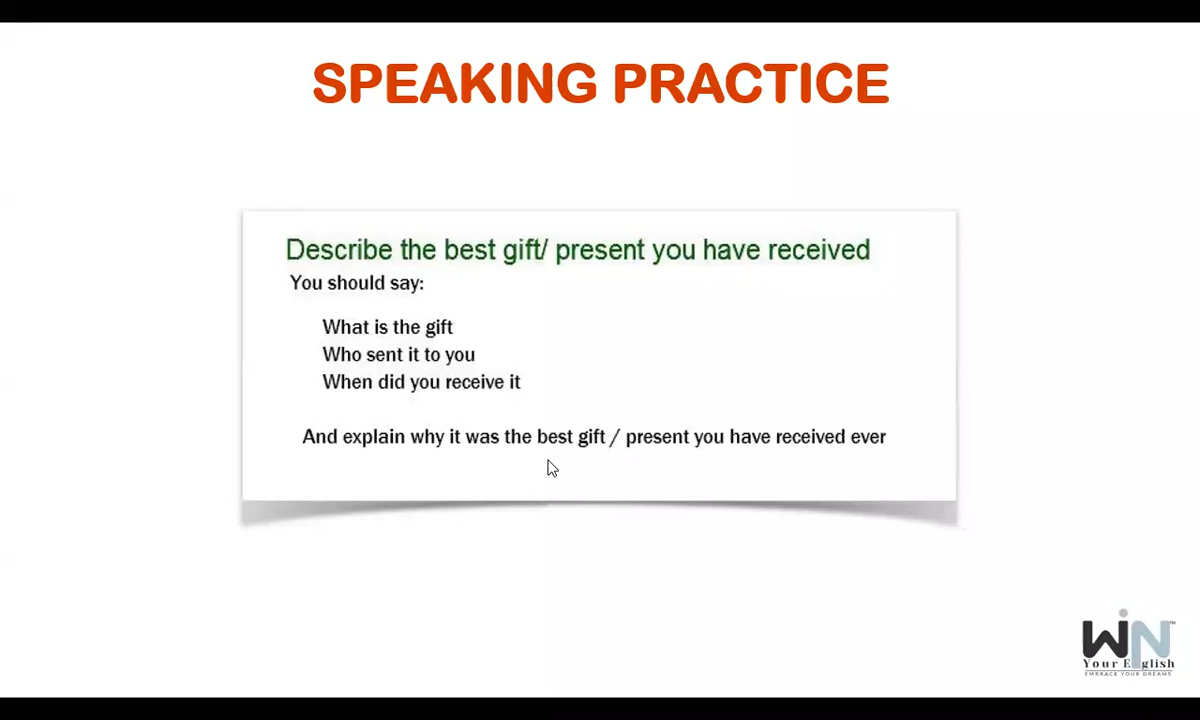 SPEAKING PRACTICE
Describe the best gift/ present you have received
You should say:
What is the gift
Who sent it to you
When did you receive it
And explain why it was the best gift / present you have received ever
WiN™
Your English
EMBRACE YOUR DREAMS